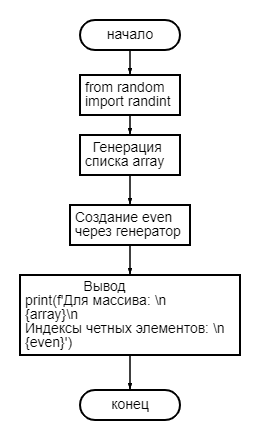 начало
from random
import randint
Генерация
списка array
Создание even
через генератор
Вывод
print(f'Для массива: \n
{array}\n
Индексы четных элементов: \n
{even}')
конец